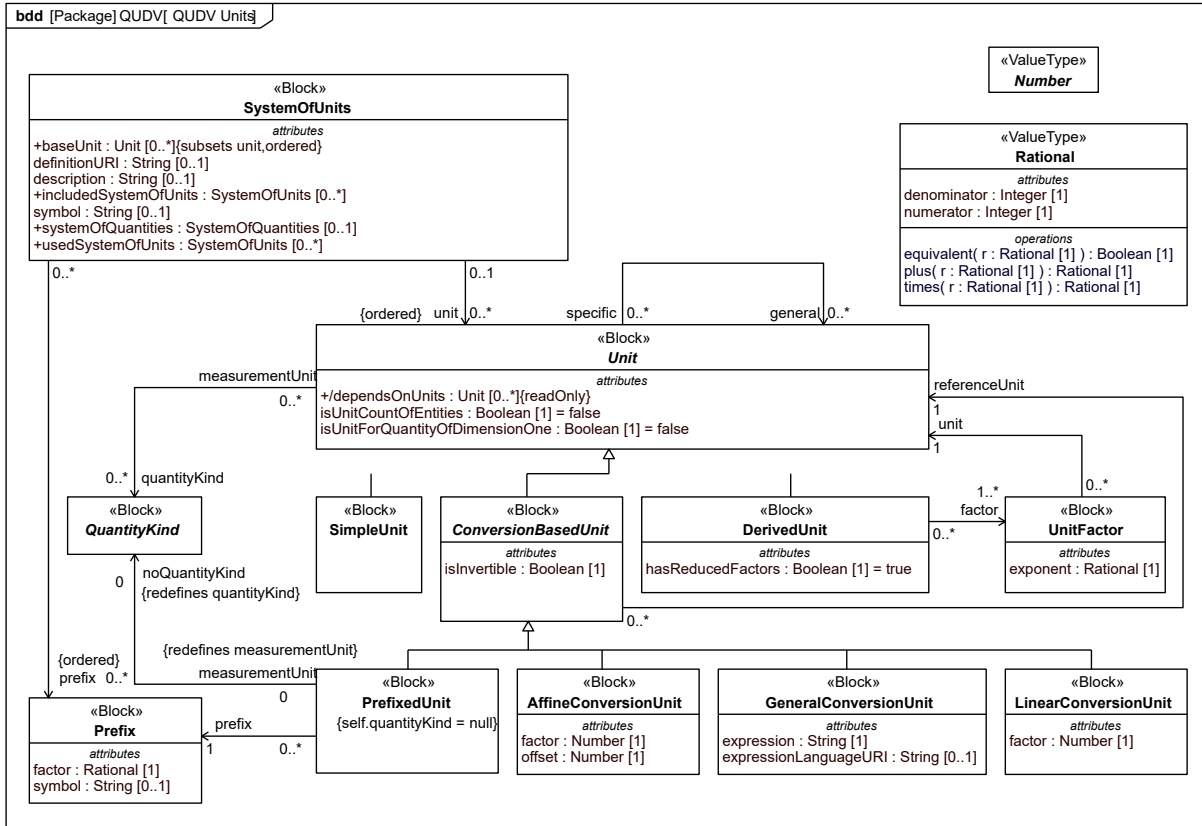 bdd [Package] QUDV[ QUDV Units]
«ValueType»
Number
«Block»
SystemOfUnits
attributes
+baseUnit : Unit [0..*]{subsets unit,ordered}
definitionURI : String [0..1]
description : String [0..1]
+includedSystemOfUnits : SystemOfUnits [0..*]
symbol : String [0..1]
+systemOfQuantities : SystemOfQuantities [0..1]
+usedSystemOfUnits : SystemOfUnits [0..*]
«ValueType»
Rational
attributes
denominator : Integer [1]
numerator : Integer [1]
operations
equivalent( r : Rational [1] ) : Boolean [1]
plus( r : Rational [1] ) : Rational [1]
times( r : Rational [1] ) : Rational [1]
0..*
0..1
{ordered} unit 0..*
specific 0..*
general 0..*
«Block»
Unit
attributes
+/dependsOnUnits : Unit [0..*]{readOnly}
isUnitCountOfEntities : Boolean [1] = false
isUnitForQuantityOfDimensionOne : Boolean [1] = false
measurementUnit
0..*
referenceUnit
1
unit
1
0..* quantityKind
«Block»
QuantityKind
«Block»
SimpleUnit
«Block»
ConversionBasedUnit
attributes
isInvertible : Boolean [1]
«Block»
DerivedUnit
attributes
hasReducedFactors : Boolean [1] = true
1..*
factor
0..*
0..*
«Block»
UnitFactor
attributes
exponent : Rational [1]
noQuantityKind
0
{redefines quantityKind}
0..*
{redefines measurementUnit}
measurementUnit
0
{ordered}
prefix 0..*
«Block»
Prefix
attributes
factor : Rational [1]
symbol : String [0..1]
prefix
1
0..*
«Block»
PrefixedUnit
{self.quantityKind = null}
«Block»
AffineConversionUnit
attributes
factor : Number [1]
offset : Number [1]
«Block»
GeneralConversionUnit
attributes
expression : String [1]
expressionLanguageURI : String [0..1]
«Block»
LinearConversionUnit
attributes
factor : Number [1]